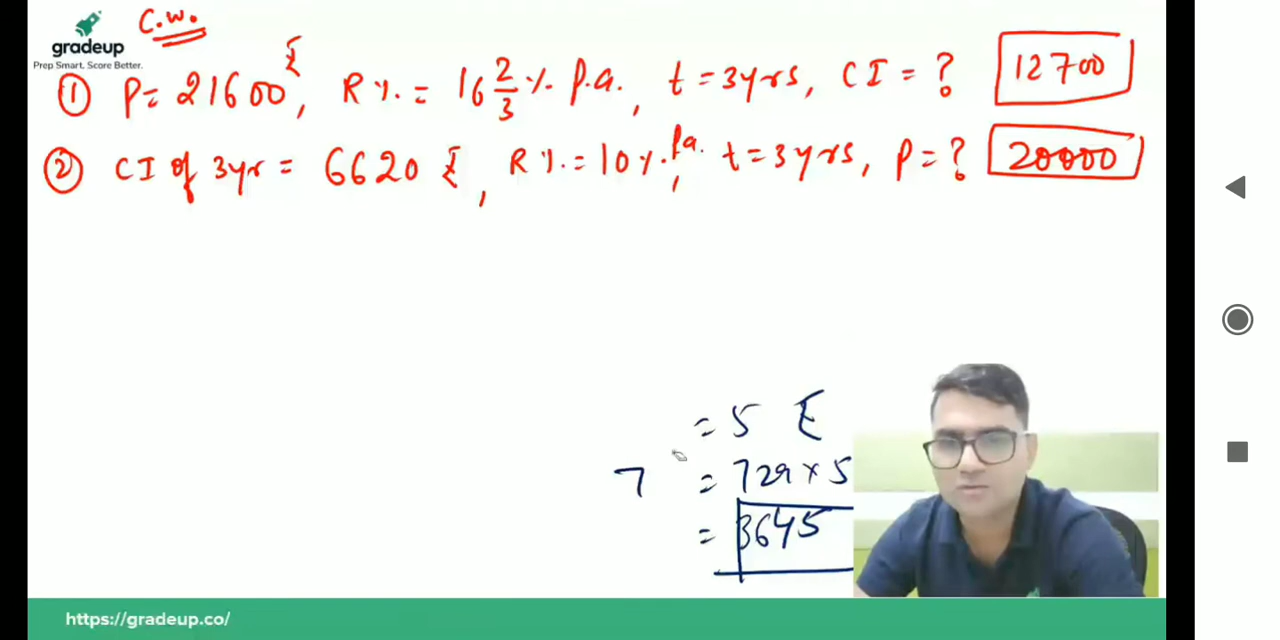 C.W.
gradeup
Prep Smart. Score Better.
① P = 21600 ₹, R % = 16 2/3 % p.a., t = 3yrs, CI = ? 12700
② CI of 3yr = 6620 ₹, R % = 10 % p.a., t = 3yrs, P = ? 20000
= 5 ₹
7 = 729 × 5
= 3645
https://gradeup.co/